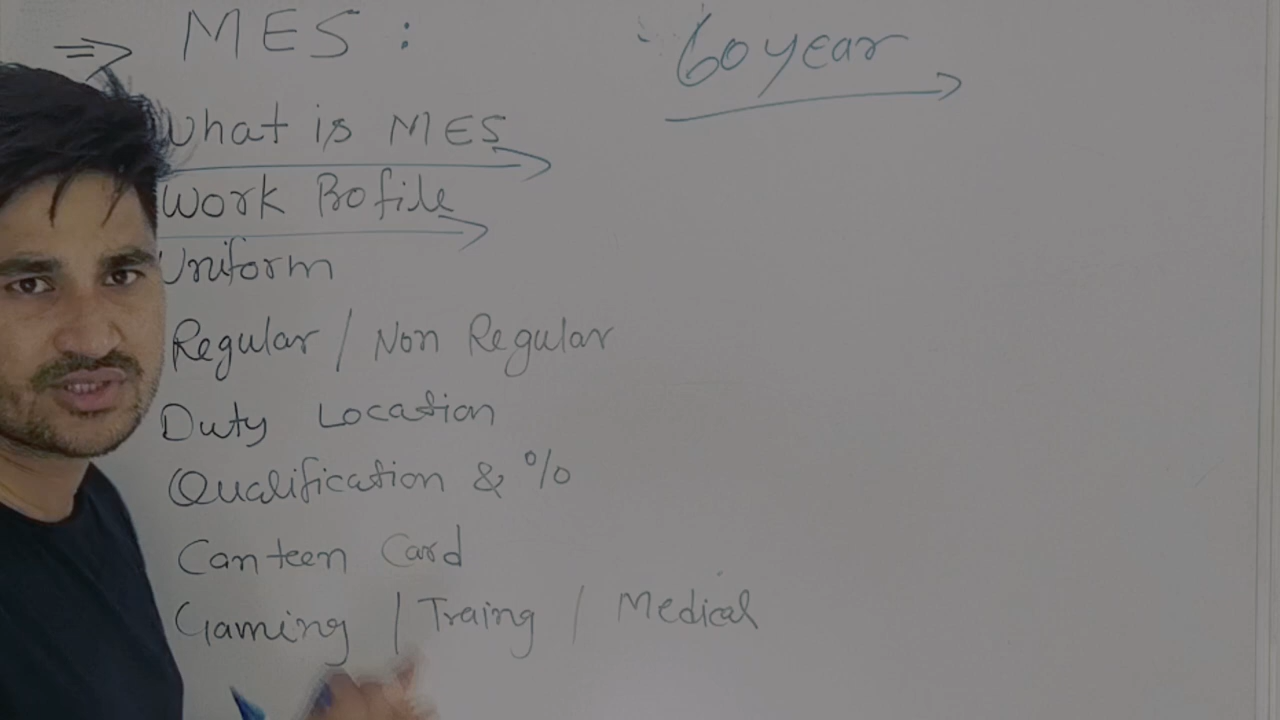 ⇒ MES :
60 year
What is MES
Work Profile
Uniform
Regular / Non Regular
Duty Location
Qualification & %
Canteen Card
Gaming / Traing / Medical